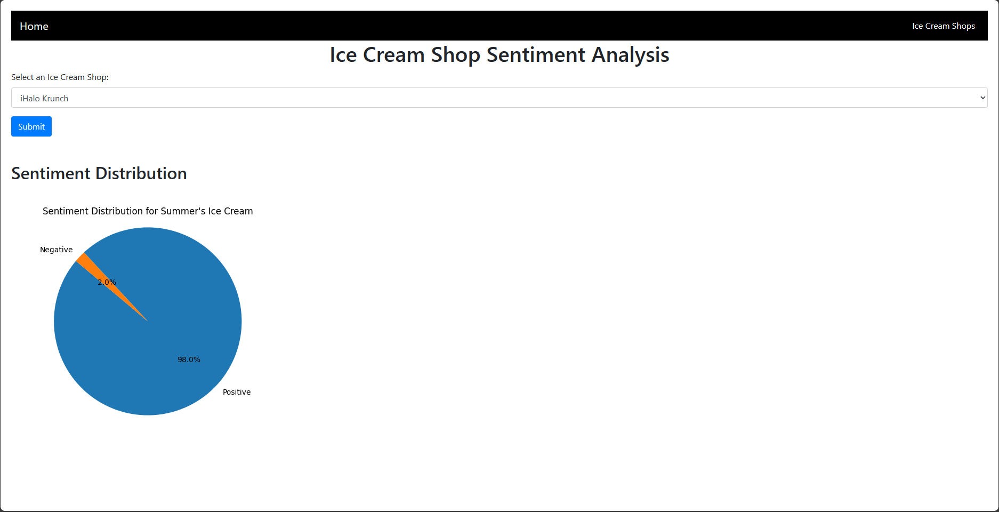 Home
Ice Cream Shops
Ice Cream Shop Sentiment Analysis
Select an Ice Cream Shop:
iHalo Krunch
Submit
Sentiment Distribution
Sentiment Distribution for Summer's Ice Cream
Negative
2.0%
98.0%
Positive